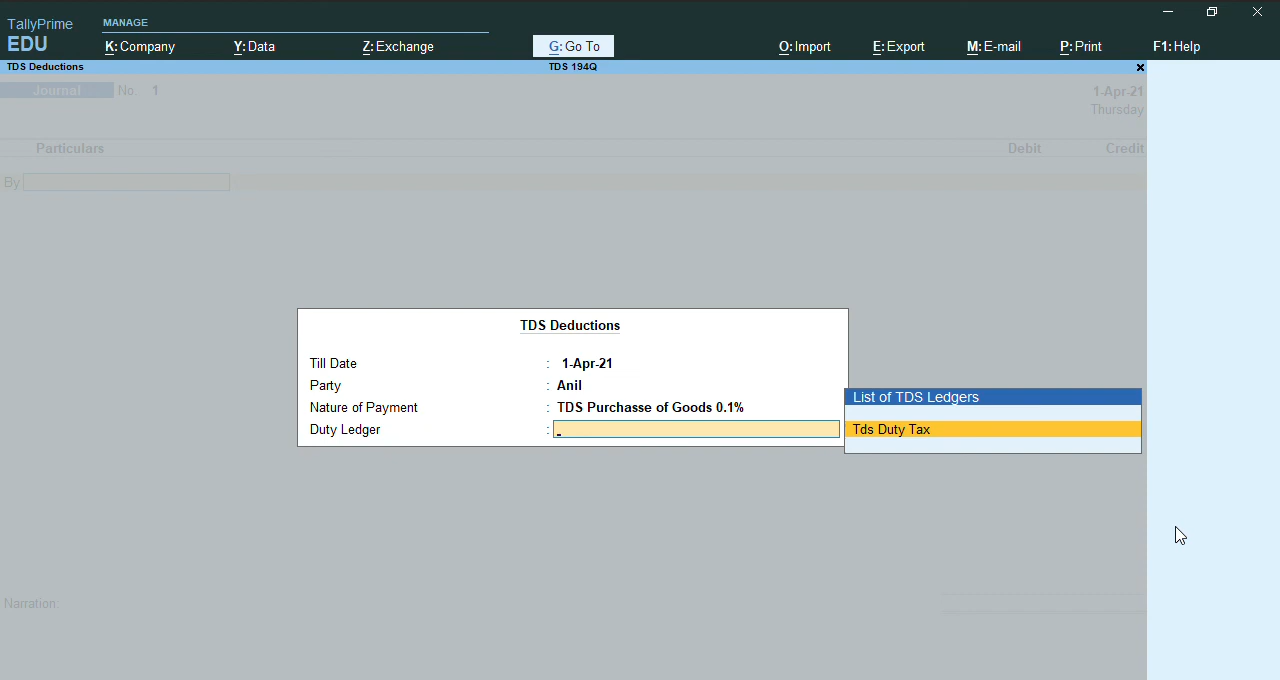 TallyPrime
EDU
MANAGE
K: Company Y: Data Z: Exchange G: Go To O: Import E: Export M: E-mail P: Print F1: Help
TDS Deductions TDS 194Q
Journal No. 1 1-Apr-21
Thursday
Particulars Debit Credit
By
TDS Deductions
Till Date : 1-Apr-21
Party : Anil
Nature of Payment : TDS Purchasse of Goods 0.1%
Duty Ledger :
List of TDS Ledgers
Tds Duty Tax
Narration: